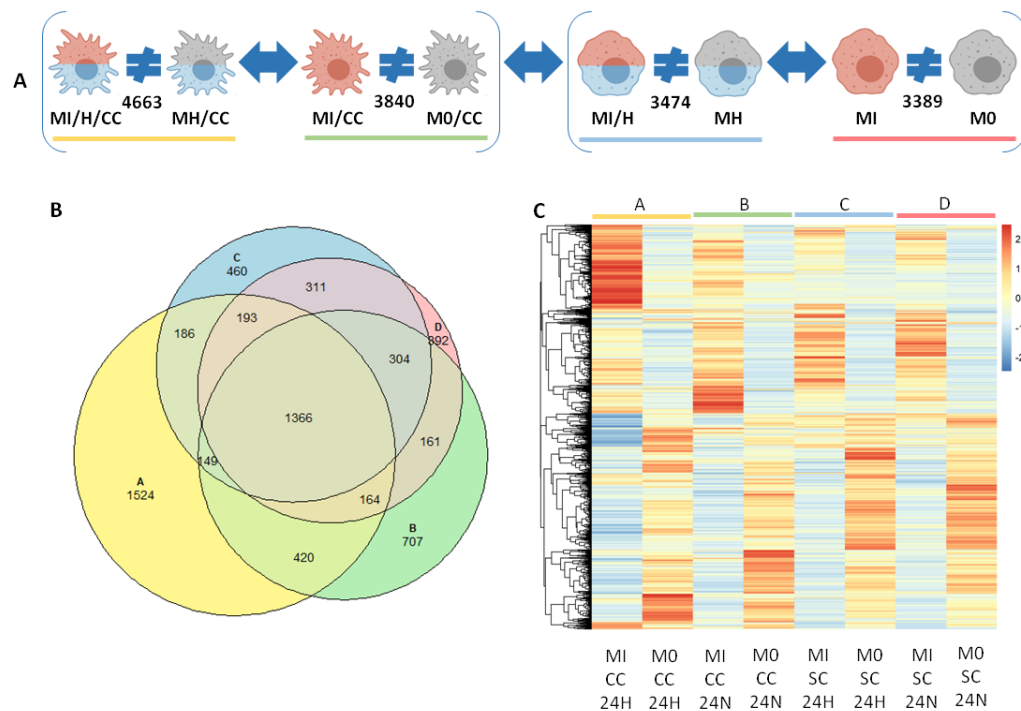 A
4663
3840
3474
3389
MI/H/CC MH/CC MI/CC M0/CC MI/H MH MI M0
B
C
460
311
186
193
D
392
304
1366
161
149
A
1524
164
B
707
420
C
A B C D
2
1
0
-1
-2
MI M0 MI M0 MI M0 MI M0
CC CC CC CC SC SC SC SC
24H 24H 24N 24N 24H 24H 24N 24N